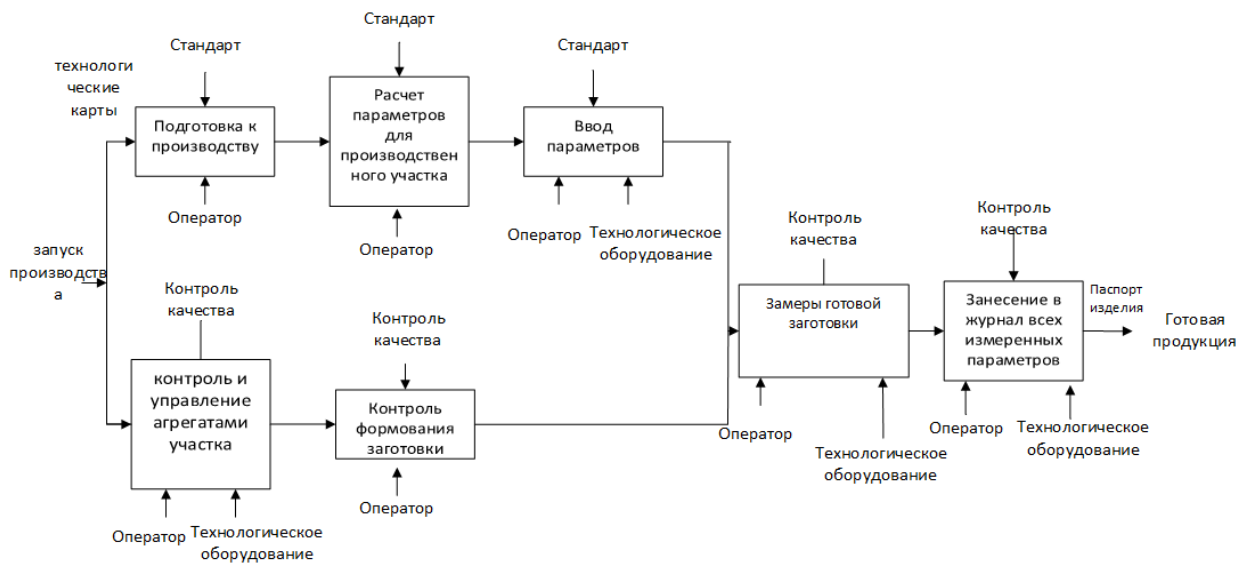 Стандарт
Стандарт
Стандарт
технологи
ческие
карты
Подготовка к
производству
Расчет
параметров
для
производствен
ного участка
Ввод
параметров
Оператор
Оператор
Оператор
Технологическое
оборудование
запуск
производств
а
Контроль
качества
Контроль
качества
Контроль
качества
Контроль
качества
контроль и
управление
агрегатами
участка
Контроль
формования
заготовки
Замеры готовой
заготовки
Занесение в
журнал всех
измеренных
параметров
Паспорт
изделия
Готовая
продукция
Оператор
Технологическое
оборудование
Оператор
Оператор
Технологическое
оборудование
Оператор
Технологическое
оборудование